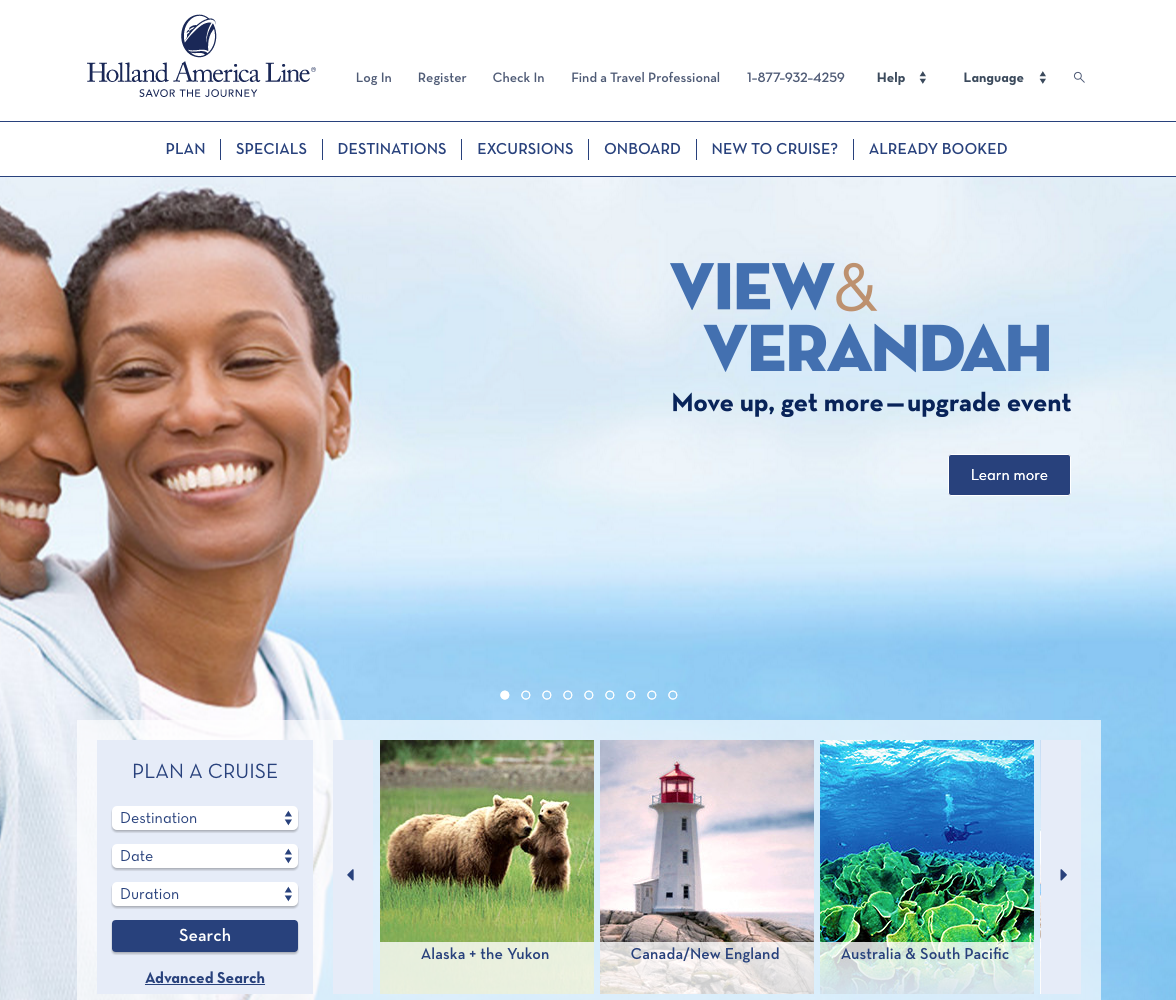 Holland America Line®
SAVOR THE JOURNEY
Log In Register Check In Find a Travel Professional 1-877-932-4259 Help Language
PLAN SPECIALS DESTINATIONS EXCURSIONS ONBOARD NEW TO CRUISE? ALREADY BOOKED
VIEW &
VERANDAH
Move up, get more—upgrade event
Learn more
PLAN A CRUISE
Destination
Date
Duration
Search
Advanced Search
Alaska + the Yukon
Canada/New England
Australia & South Pacific